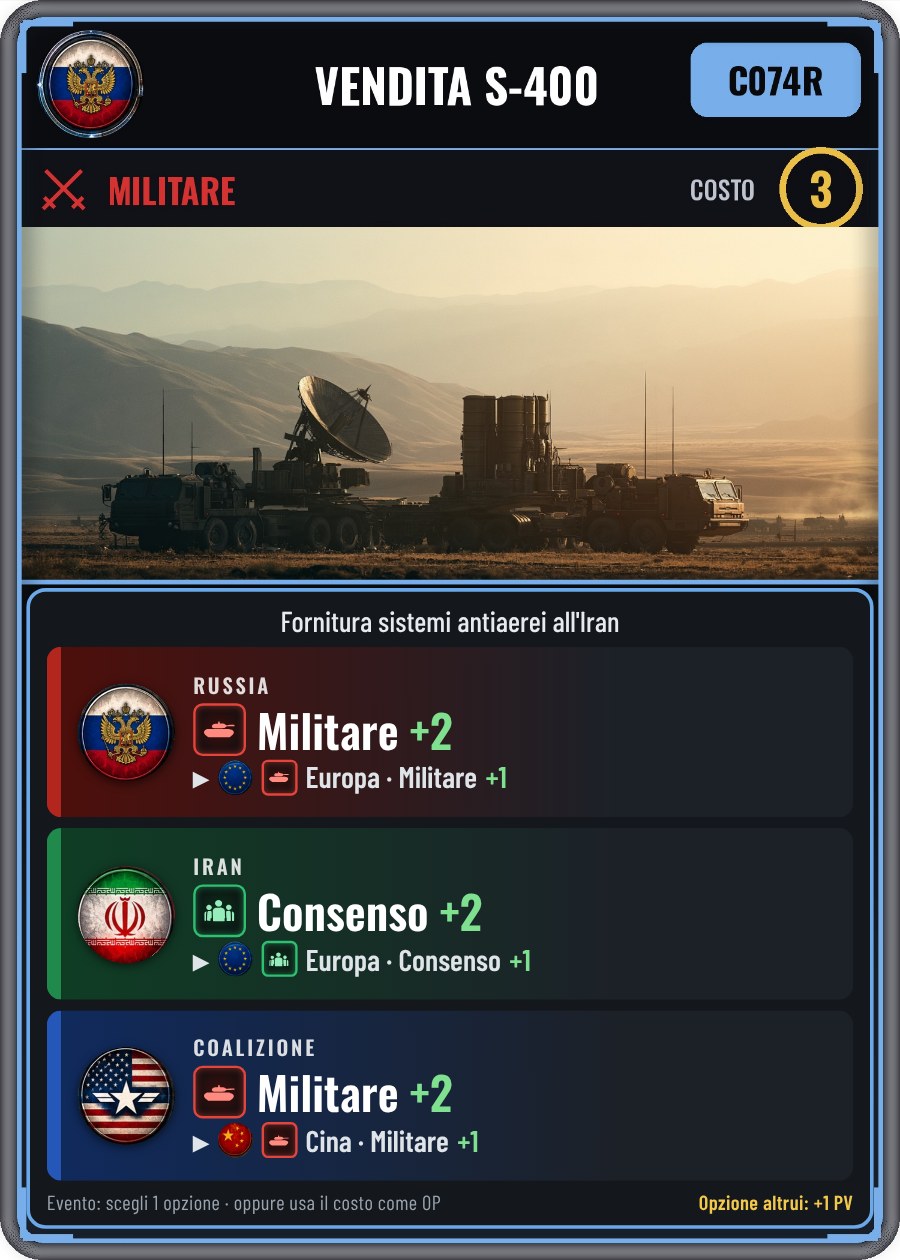 VENDITA S-400
C074R
MILITARE
COSTO
3
Fornitura sistemi antiaerei all'Iran
RUSSIA
Militare +2
▶ Europa · Militare +1
IRAN
Consenso +2
▶ Europa · Consenso +1
COALIZIONE
Militare +2
▶ Cina · Militare +1
Evento: scegli 1 opzione · oppure usa il costo come OP
Opzione altrui: +1 PV